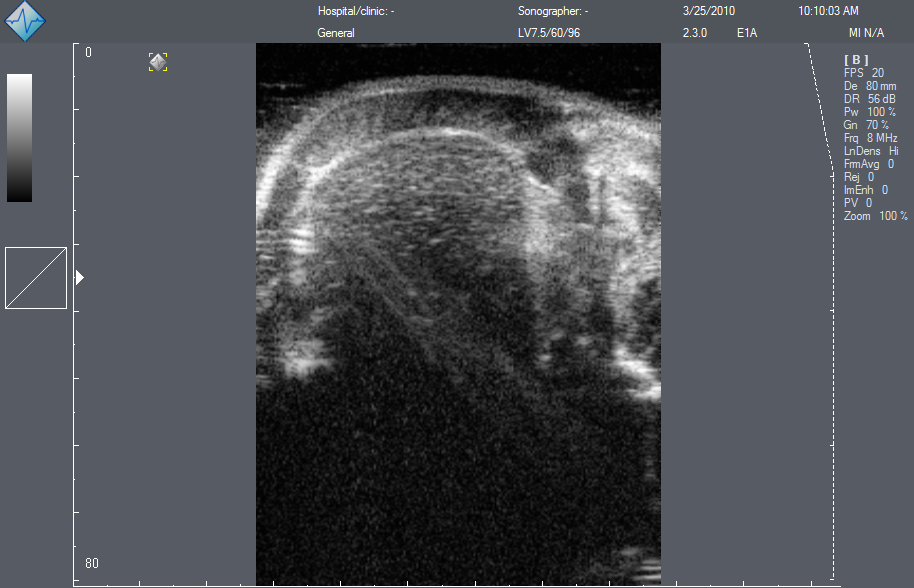 Hospital/clinic: - Sonographer: - 3/25/2010 10:10:03 AM
General LV7.5/60/96 2.3.0 E1A MI N/A
0
[ B ]
FPS 20
De 80 mm
DR 56 dB
Pw 100 %
Gn 70 %
Frq 8 MHz
LnDens Hi
FrmAvg 0
Rej 0
ImEnh 0
PV 0
Zoom 100 %
80